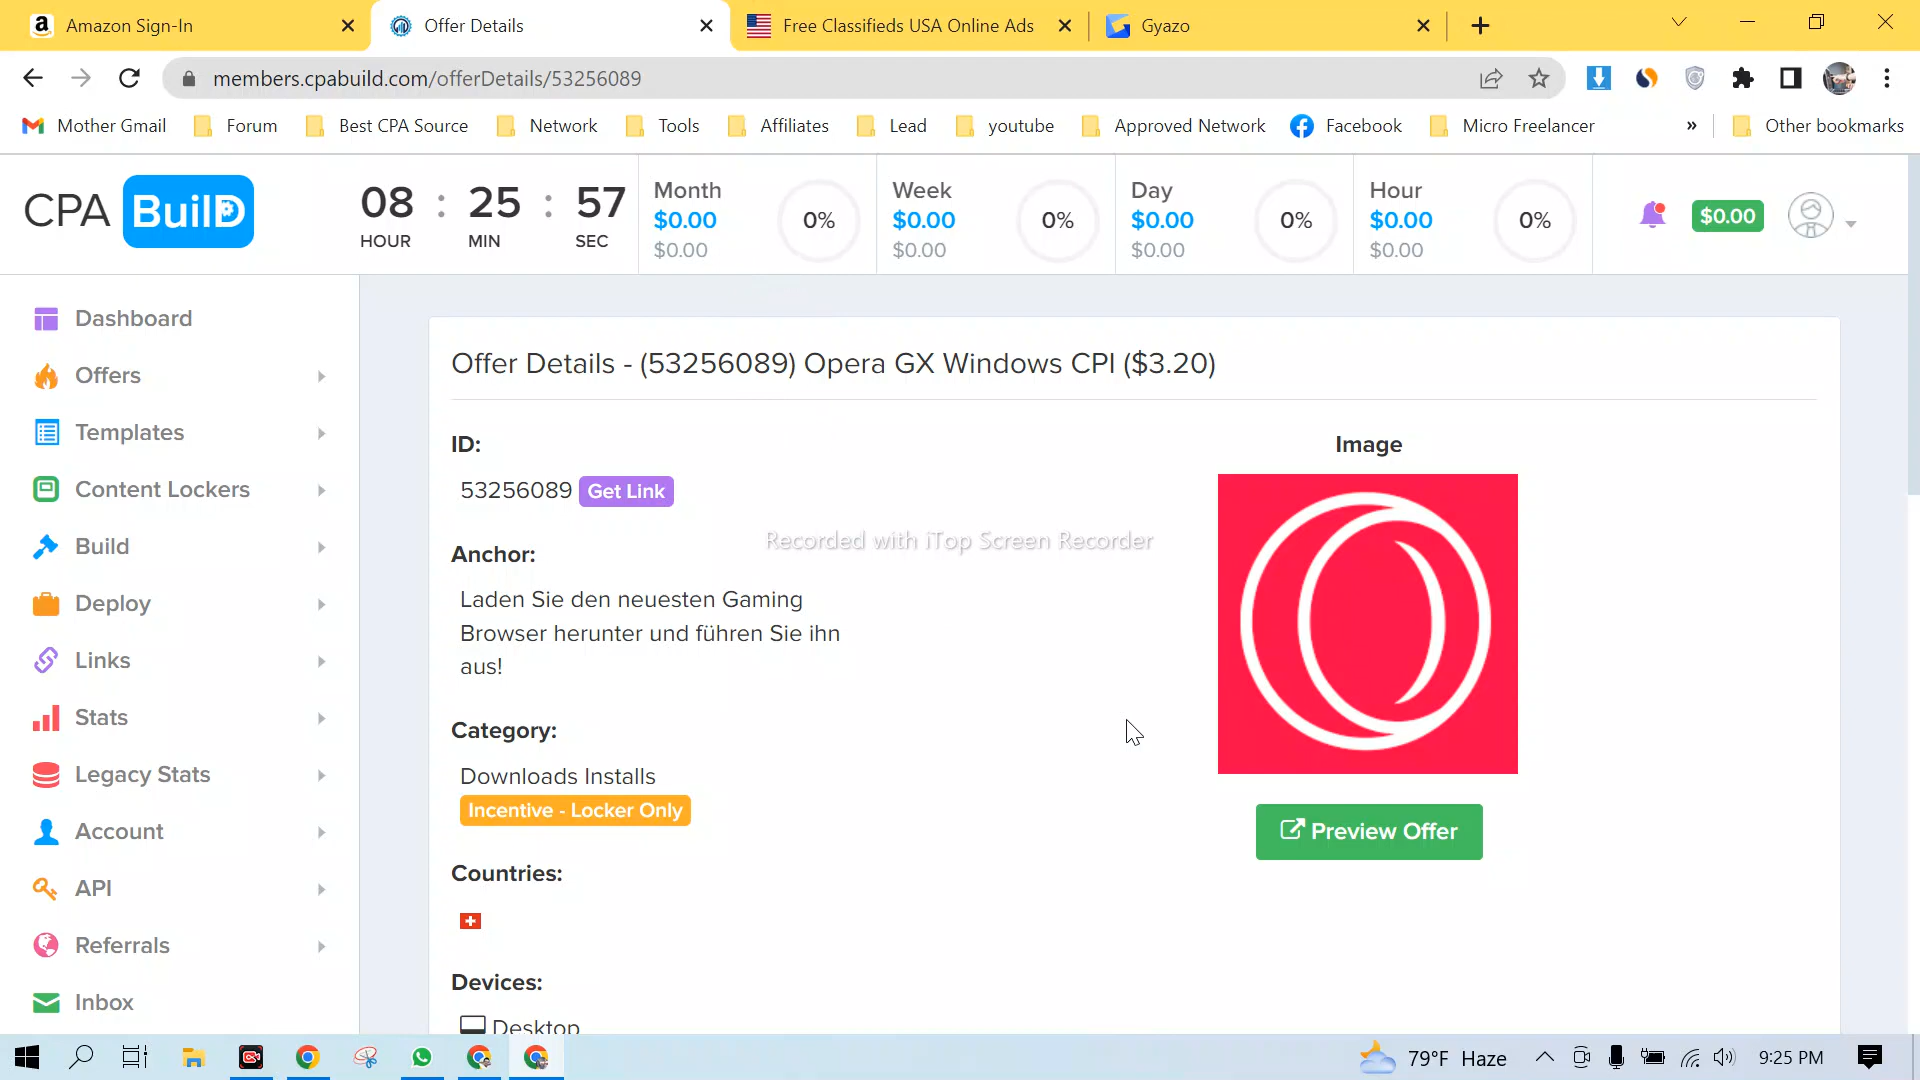 Amazon Sign-In
Offer Details
Free Classifieds USA Online Ads
Gyazo
members.cpabuild.com/offerDetails/53256089
Mother Gmail
Forum
Best CPA Source
Network
Tools
Affiliates
Lead
youtube
Approved Network
Facebook
Micro Freelancer
»
Other bookmarks
CPA BuilD
08 : 25 : 57
HOUR MIN SEC
Month
$0.00
$0.00
0%
Week
$0.00
$0.00
0%
Day
$0.00
$0.00
0%
Hour
$0.00
$0.00
0%
$0.00
Dashboard
Offers
Templates
Content Lockers
Build
Deploy
Links
Stats
Legacy Stats
Account
API
Referrals
Inbox
Offer Details - (53256089) Opera GX Windows CPI ($3.20)
ID:
53256089 Get Link
Anchor:
Laden Sie den neuesten Gaming
Browser herunter und führen Sie ihn
aus!
Category:
Downloads Installs
Incentive - Locker Only
Countries:
Devices:
Desktop
Image
Preview Offer
Recorded with iTop Screen Recorder
79°F Haze
9:25 PM